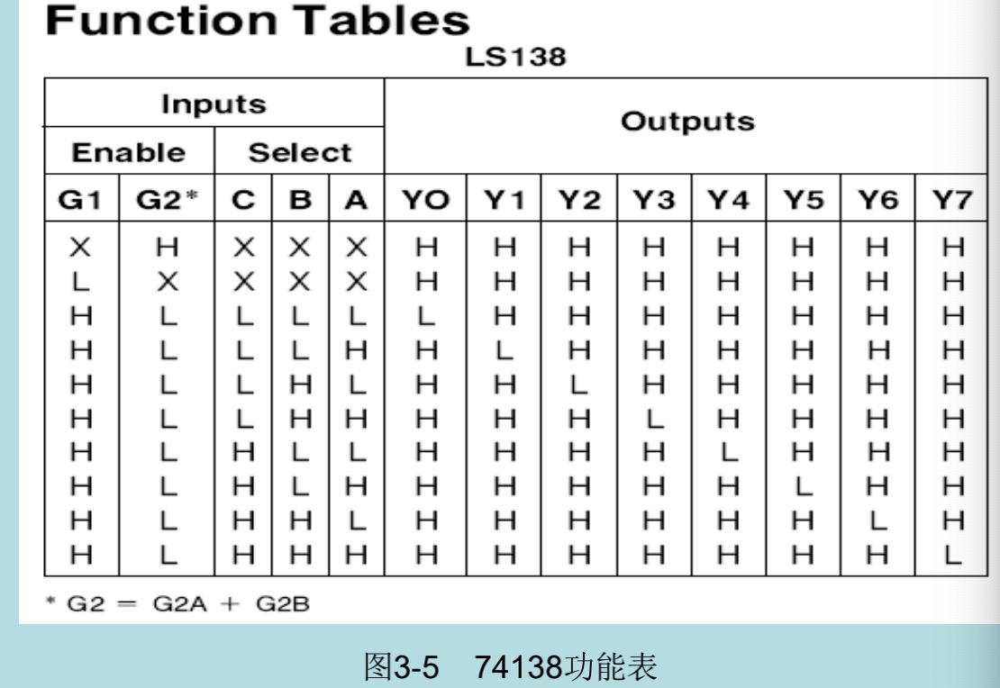 Function Tables
LS138
Inputs
Outputs
Enable Select
G1 G2* C B A YO Y1 Y2 Y3 Y4 Y5 Y6 Y7
X H X X X H H H H H H H H
L X X X X H H H H H H H H
H L L L L L H H H H H H H
H L L L H H L H H H H H H
H L L H L H H L H H H H H
H L L H H H H H L H H H H
H L H L L H H H H L H H H
H L H L H H H H H H L H H
H L H H L H H H H H H L H
H L H H H H H H H H H H L
* G2 = G2A + G2B
图3-5 74138功能表